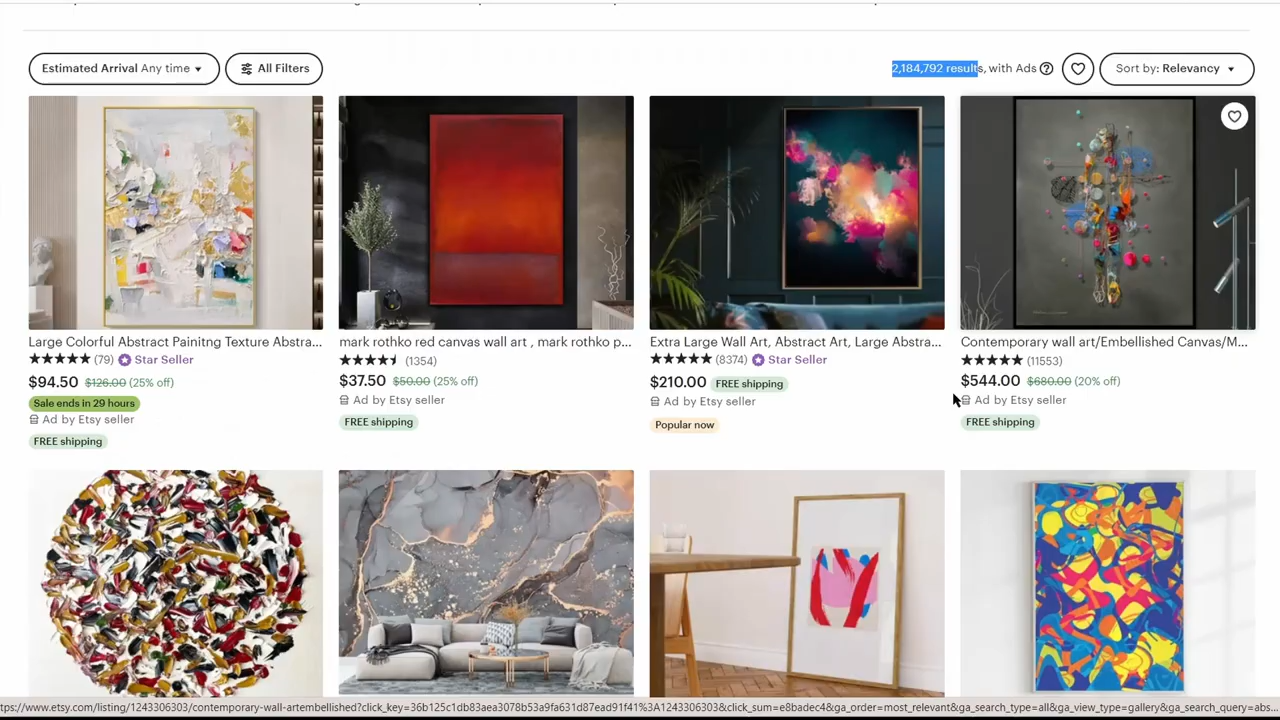 Estimated Arrival Any time
All Filters
2,184,792 results, with Ads
Sort by: Relevancy
Large Colorful Abstract Painitng Texture Abstra...
(79) Star Seller
$94.50 $126.00 (25% off)
Sale ends in 29 hours
Ad by Etsy seller
FREE shipping
mark rothko red canvas wall art , mark rothko p...
(1354)
$37.50 $50.00 (25% off)
Ad by Etsy seller
FREE shipping
Extra Large Wall Art, Abstract Art, Large Abstra...
(8374) Star Seller
$210.00 FREE shipping
Ad by Etsy seller
Popular now
Contemporary wall art/Embellished Canvas/M...
(11553)
$544.00 $680.00 (20% off)
Ad by Etsy seller
FREE shipping
ttps://www.etsy.com/listing/1243306303/contemporary-wall-artembellished?click_key=36b125c1db83aea3078b53a9fa631d87ead91f41%3A1243306303&click_sum=e8badec4&ga_order=most_relevant&ga_search_type=all&ga_view_type=gallery&ga_search_query=abs...